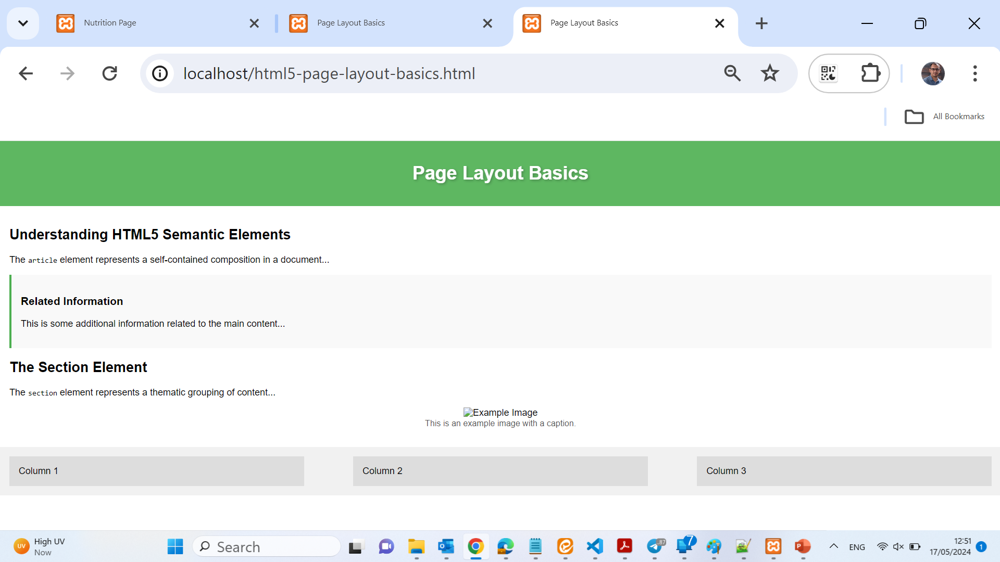 Nutrition Page
Page Layout Basics
Page Layout Basics
localhost/html5-page-layout-basics.html
All Bookmarks
Page Layout Basics
Understanding HTML5 Semantic Elements
The article element represents a self-contained composition in a document...
Related Information
This is some additional information related to the main content...
The Section Element
The section element represents a thematic grouping of content...
Example Image
This is an example image with a caption.
Column 1
Column 2
Column 3
UV
High UV
Now
Search
..87
7
ENG
12:51
17/05/2024
1